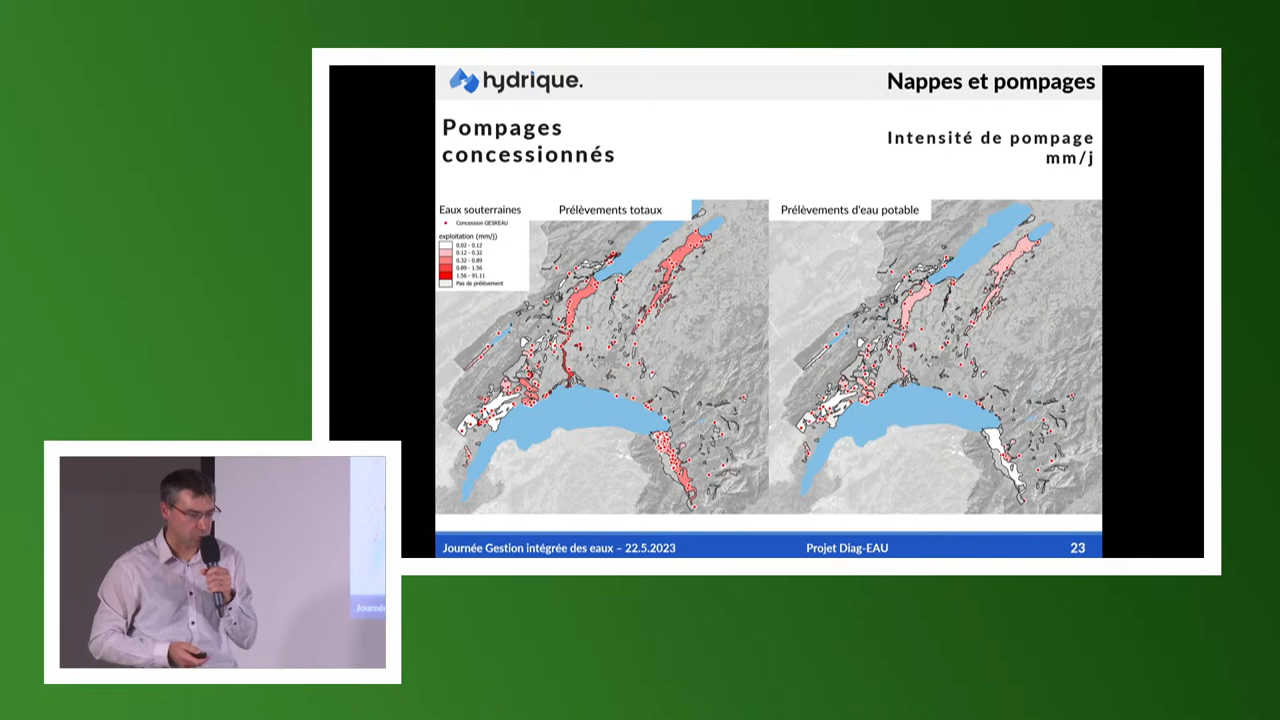 hydrique.
Nappes et pompages
Pompages
concessionnés
Intensité de pompage
mm/j
Eaux souterraines
Prélèvements totaux
Prélèvements d'eau potable
Concession GESREAU
exploitation (mm/j)
0.02 - 0.12
0.12 - 0.32
0.32 - 0.89
0.89 - 1.56
1.56 - 91.11
Pas de prélèvement
Journée Gestion intégrée des eaux – 22.5.2023
Projet Diag-EAU
23
Journée